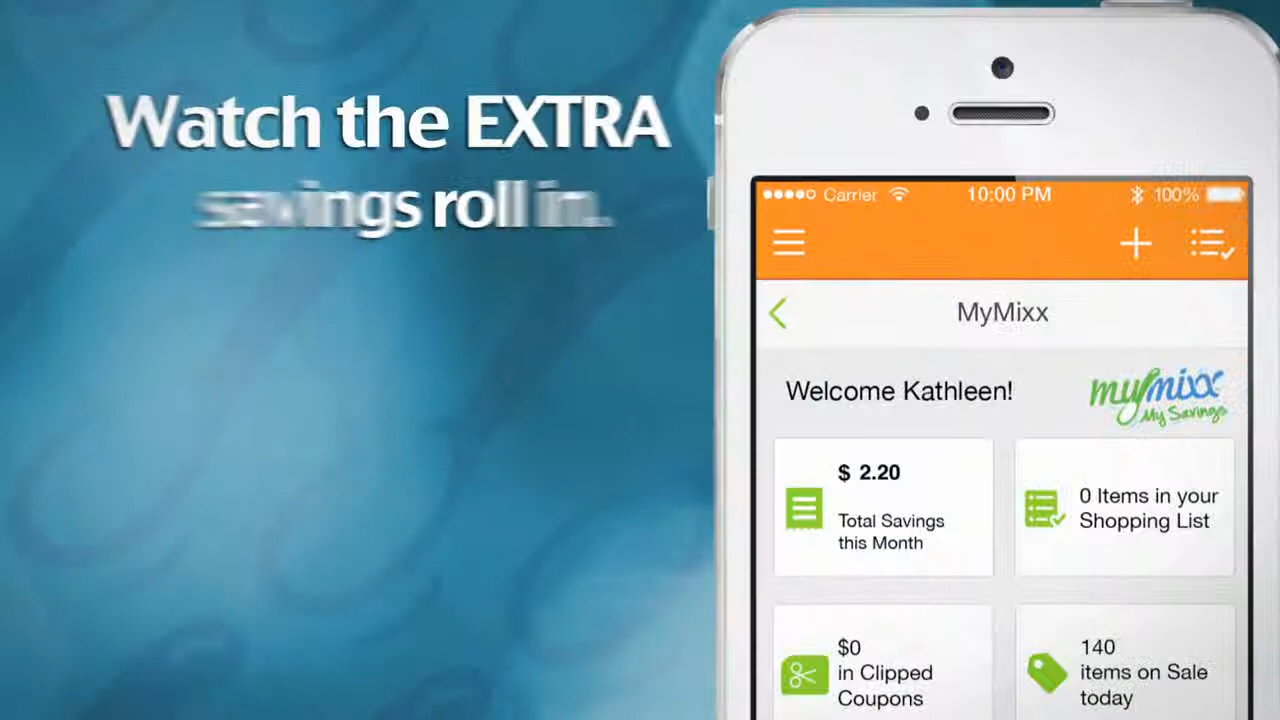 Watch the EXTRA
savings roll in.
Carrier 10:00 PM 100%
MyMixx
Welcome Kathleen!
mymixx
My Savings
$ 2.20
Total Savings
this Month
0 Items in your
Shopping List
$0
in Clipped
Coupons
140
items on Sale
today